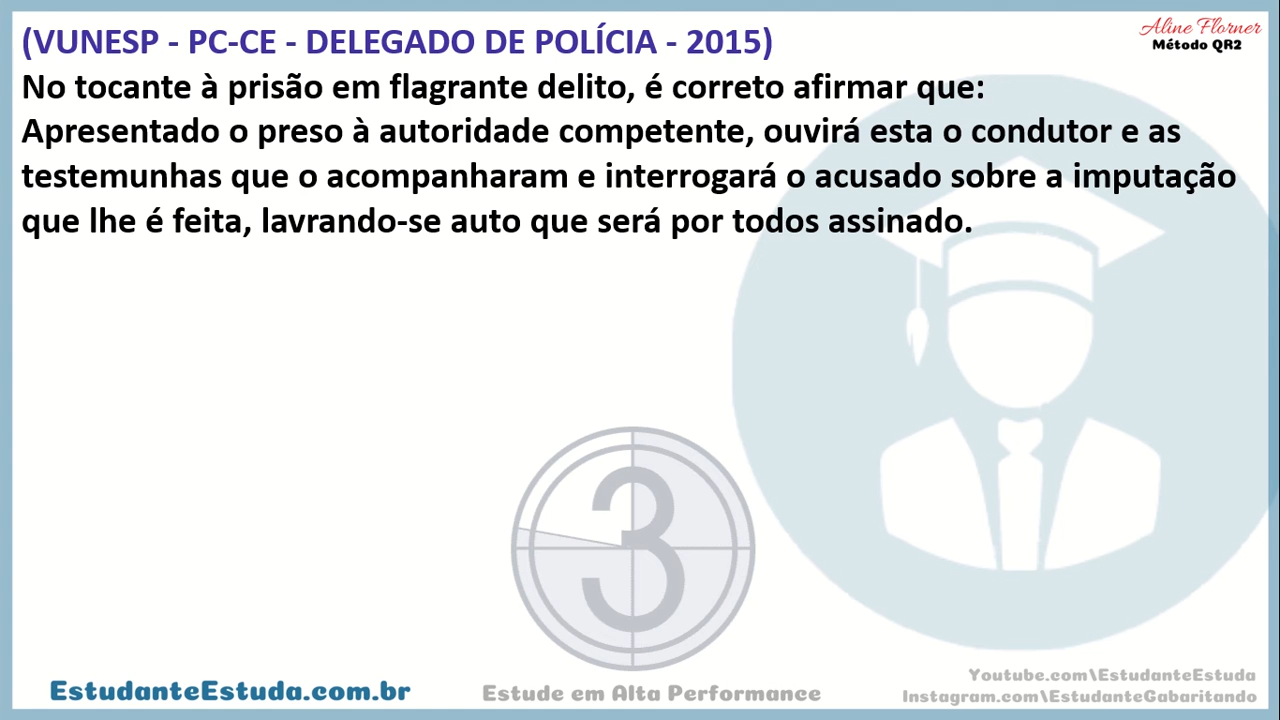 (VUNESP - PC-CE - DELEGADO DE POLÍCIA - 2015)
Aline Florner
Método QR2
No tocante à prisão em flagrante delito, é correto afirmar que:
Apresentado o preso à autoridade competente, ouvirá esta o condutor e as
testemunhas que o acompanharam e interrogará o acusado sobre a imputação
que lhe é feita, lavrando-se auto que será por todos assinado.
3
EstudanteEstuda.com.br
Estude em Alta Performance
Youtube.com\EstudanteEstuda
Instagram.com\EstudanteGabaritando